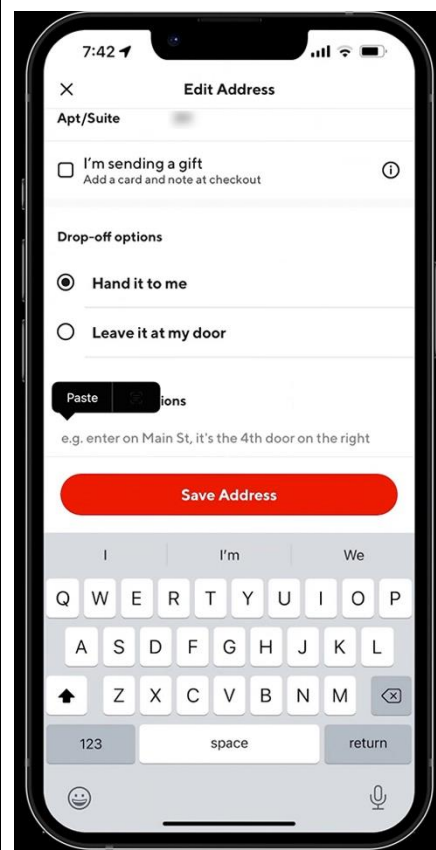 7:42
Edit Address
Apt/Suite
I'm sending a gift
Add a card and note at checkout
Drop-off options
Hand it to me
Leave it at my door
Paste
ions
e.g. enter on Main St, it's the 4th door on the right
Save Address
I I'm We
Q W E R T Y U I O P
A S D F G H J K L
Z X C V B N M
123 space return